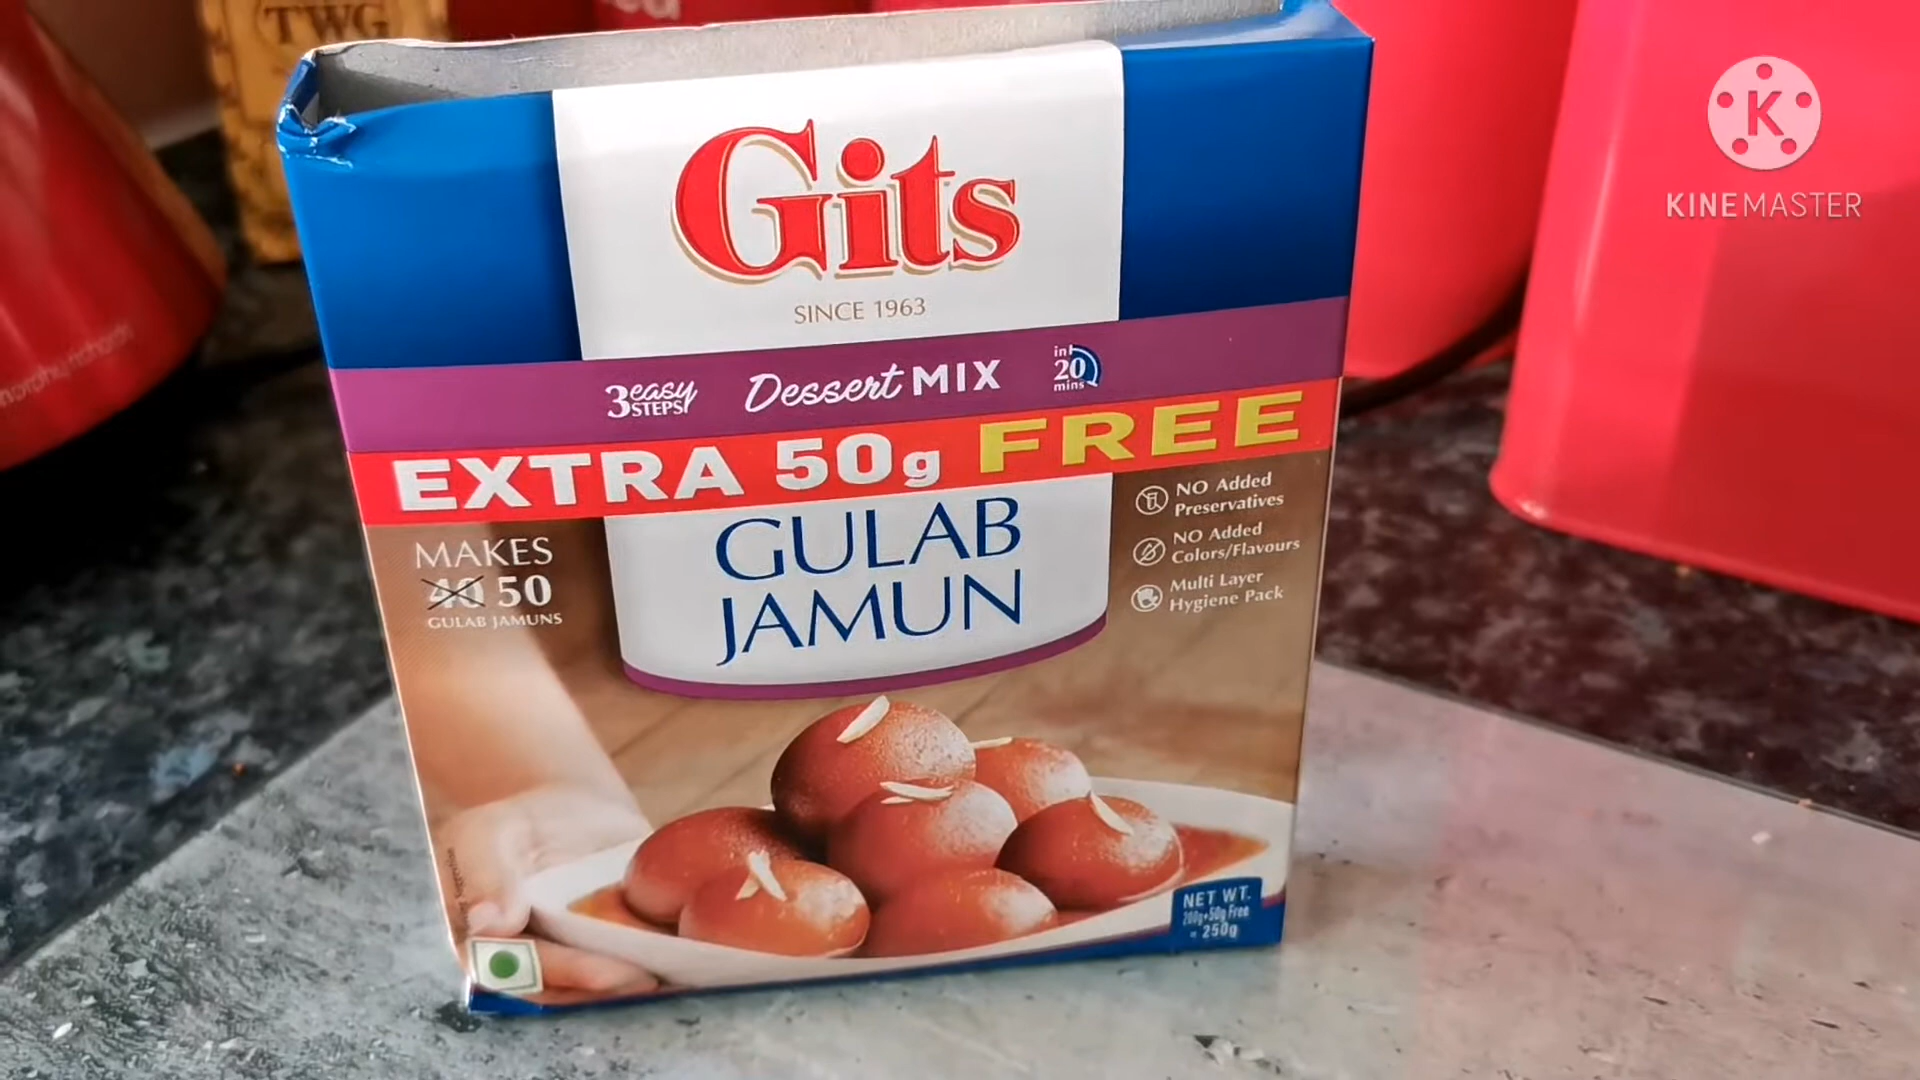 TWG
KINEMASTER
Gits
SINCE 1963
3 easy STEPS
Dessert MIX
in 20 mins
EXTRA 50g FREE
GULAB
JAMUN
MAKES
40 50
GULAB JAMUNS
NO Added
Preservatives
NO Added
Colors/Flavours
Multi Layer
Hygiene Pack
NET WT.
200g+50g Free
= 250g
morphy richards